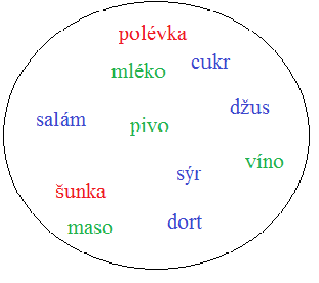 polévka
cukr
mléko
džus
salám
pivo
víno
sýr
šunka
dort
maso